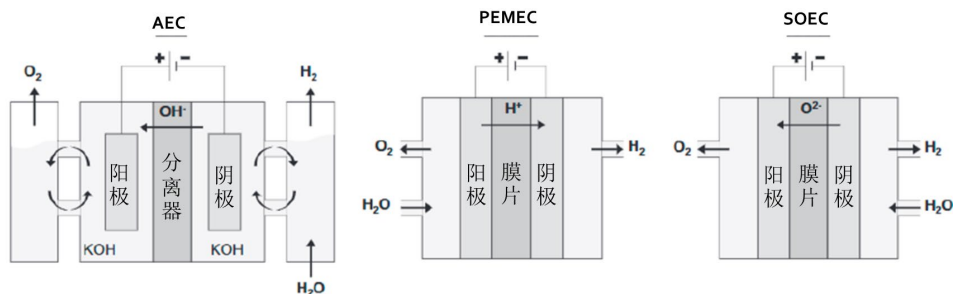 AEC
+ −
O₂
H₂
OH⁻
阳极
分离器
阴极
KOH
KOH
H₂O
PEMEC
+ −
H⁺
O₂
H₂
阳极
膜片
阴极
H₂O
SOEC
+ −
O²⁻
O₂
H₂
阳极
膜片
阴极
H₂O